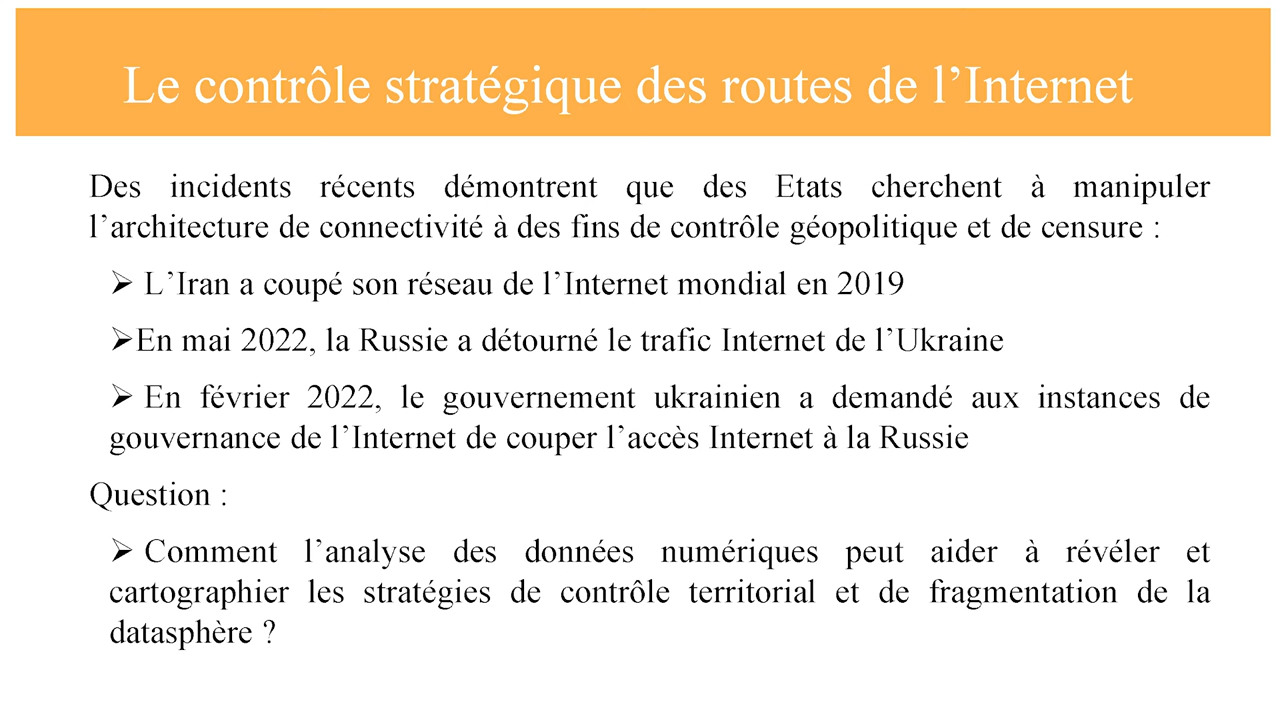 Le contrôle stratégique des routes de l’Internet
Des incidents récents démontrent que des Etats cherchent à manipuler
l’architecture de connectivité à des fins de contrôle géopolitique et de censure :
➢ L’Iran a coupé son réseau de l’Internet mondial en 2019
➢En mai 2022, la Russie a détourné le trafic Internet de l’Ukraine
➢ En février 2022, le gouvernement ukrainien a demandé aux instances de
gouvernance de l’Internet de couper l’accès Internet à la Russie
Question :
➢ Comment l’analyse des données numériques peut aider à révéler et
cartographier les stratégies de contrôle territorial et de fragmentation de la
datasphère ?